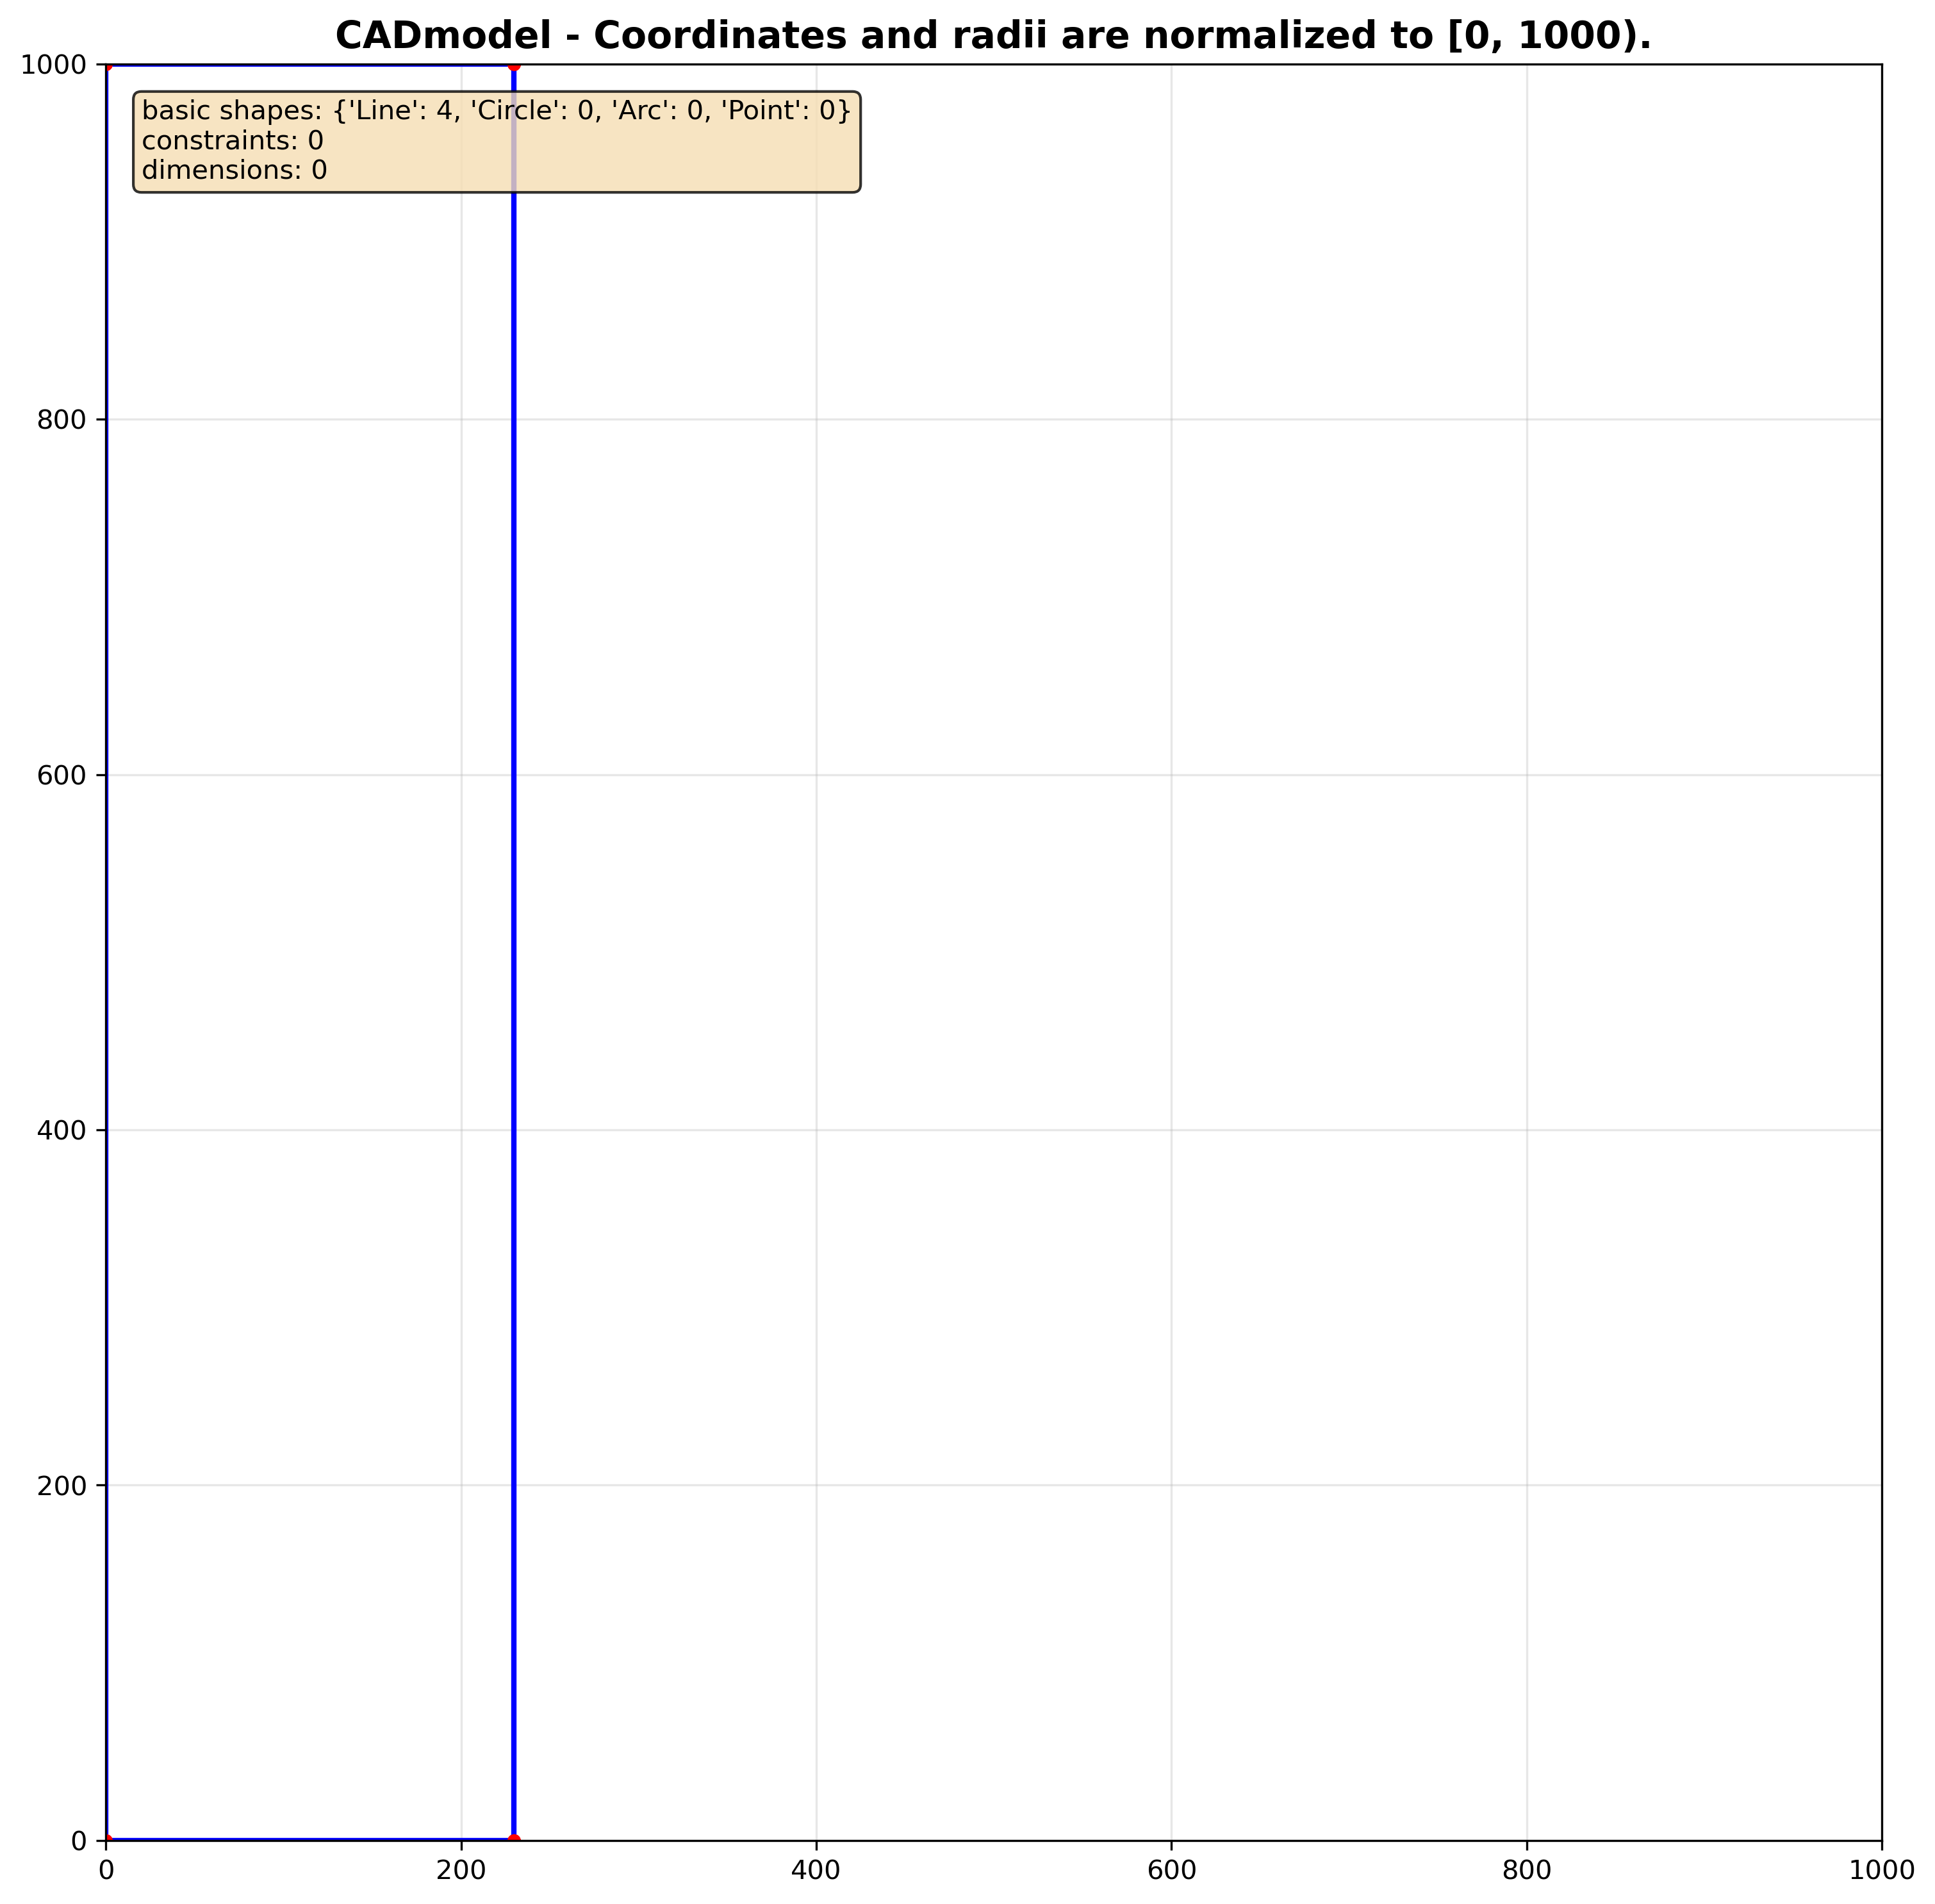 CADmodel - Coordinates and radii are normalized to [0, 1000).
1000
basic shapes: {'Line': 4, 'Circle': 0, 'Arc': 0, 'Point': 0}
constraints: 0
dimensions: 0
800
600
400
200
0
0 200 400 600 800 1000